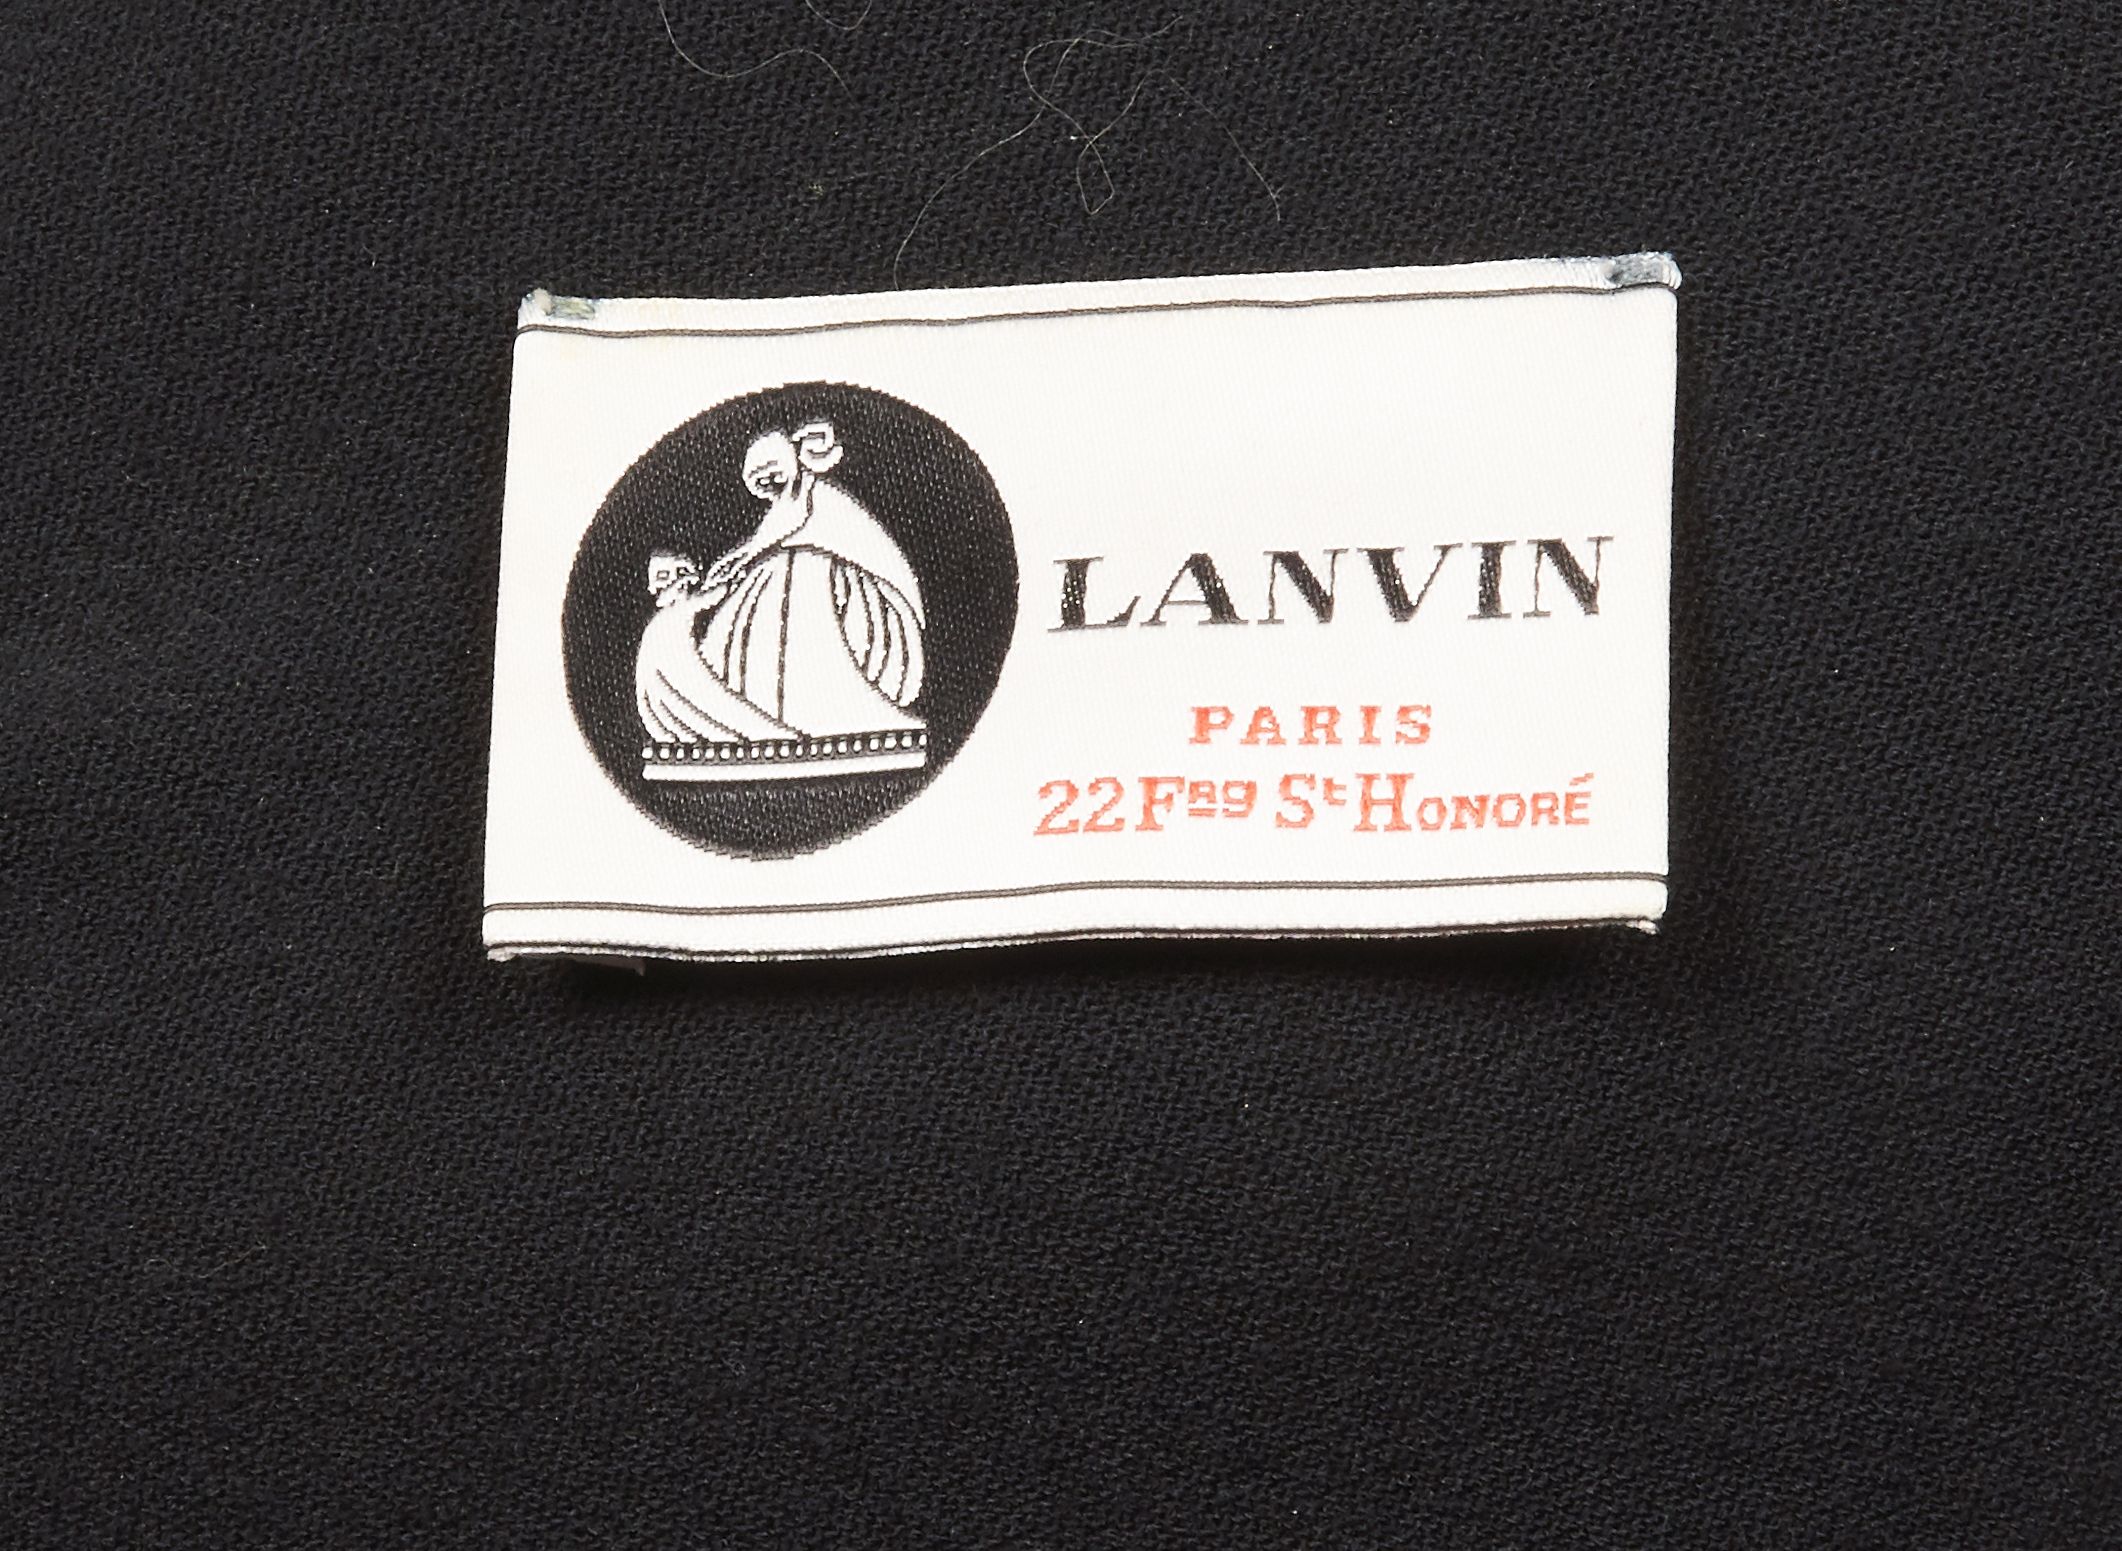 LANVIN
PARIS
22 Fbg St HONORÉ